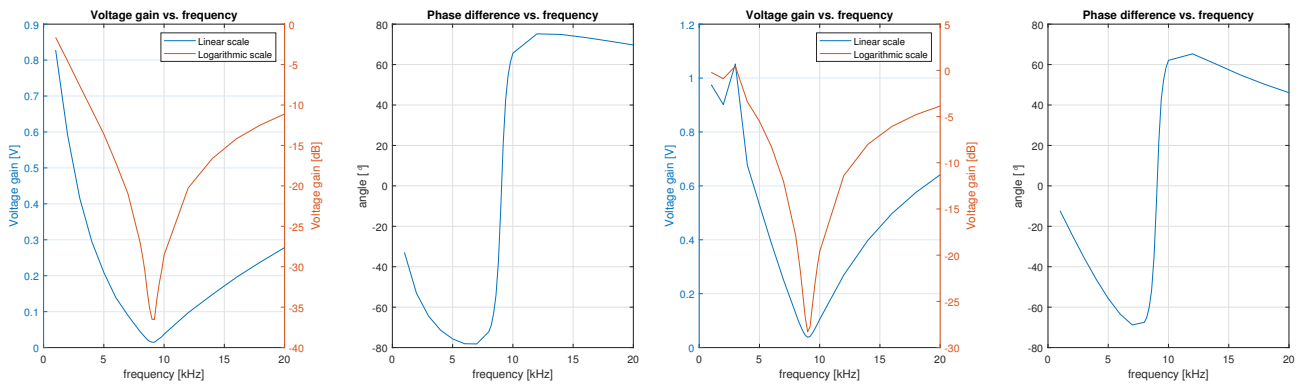 Voltage gain vs. frequency
0.9
0.8
0.7
0.6
0.5
0.4
0.3
0.2
0.1
0
Voltage gain [V]
0
-5
-10
-15
-20
-25
-30
-35
-40
Voltage gain [dB]
Linear scale
Logarithmic scale
0 5 10 15 20
frequency [kHz]
Phase difference vs. frequency
80
60
40
20
0
-20
-40
-60
-80
angle [°]
0 5 10 15 20
frequency [kHz]
Voltage gain vs. frequency
1.2
1
0.8
0.6
0.4
0.2
0
Voltage gain [V]
5
0
-5
-10
-15
-20
-25
-30
Voltage gain [dB]
Linear scale
Logarithmic scale
0 5 10 15 20
frequency [kHz]
Phase difference vs. frequency
80
60
40
20
0
-20
-40
-60
-80
angle [°]
0 5 10 15 20
frequency [kHz]